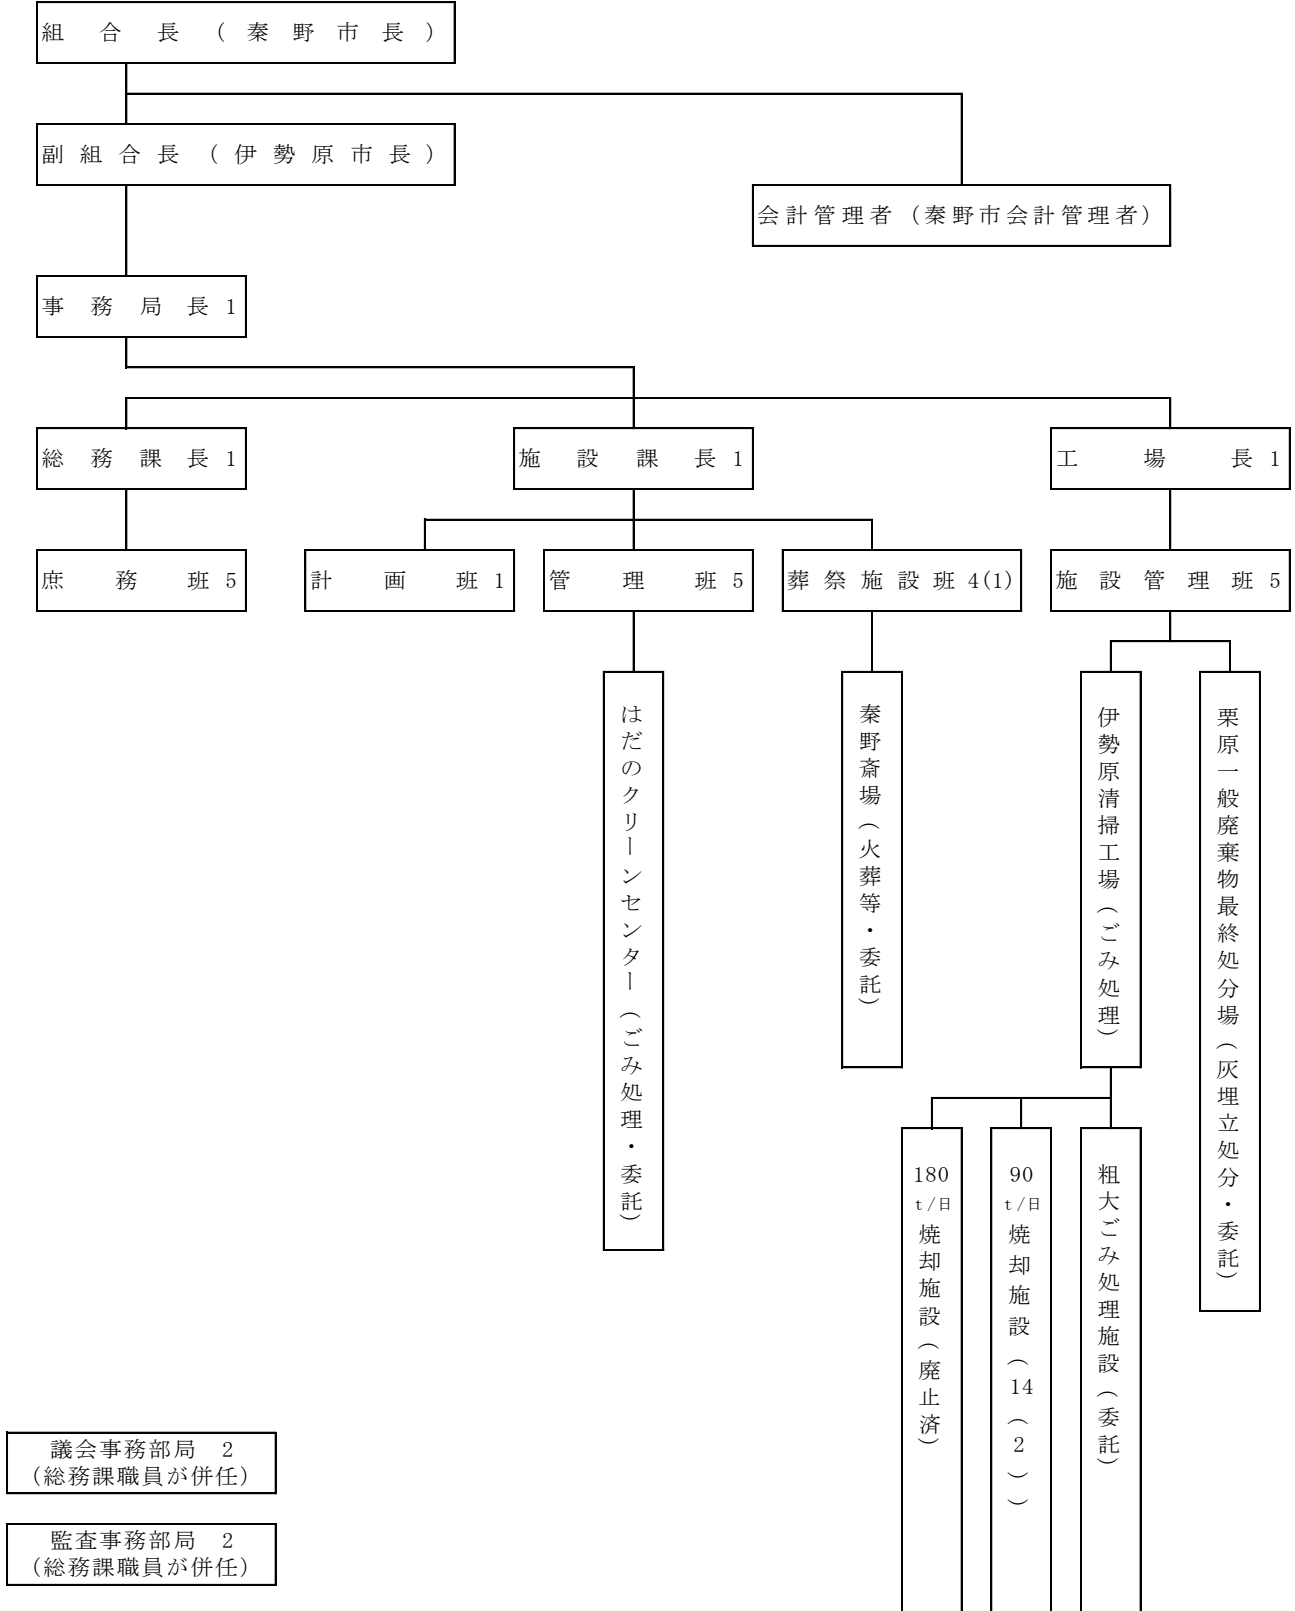 組合長(秦野市長)
副組合長(伊勢原市長)
会計管理者(秦野市会計管理者)
事務局長1
総務課長1
施設課長1
工場長1
庶務班5
計画班1
管理班5
葬祭施設班4(1)
施設管理班5
はだのクリーンセンター(ごみ処理・委託)
秦野斎場(火葬等・委託)
伊勢原清掃工場(ごみ処理)
栗原一般廃棄物最終処分場(灰埋立処分・委託)
180t/日焼却施設(廃止済)
90t/日焼却施設(14(2))
粗大ごみ処理施設(委託)
議会事務部局 2
(総務課職員が併任)
監査事務部局 2
(総務課職員が併任)